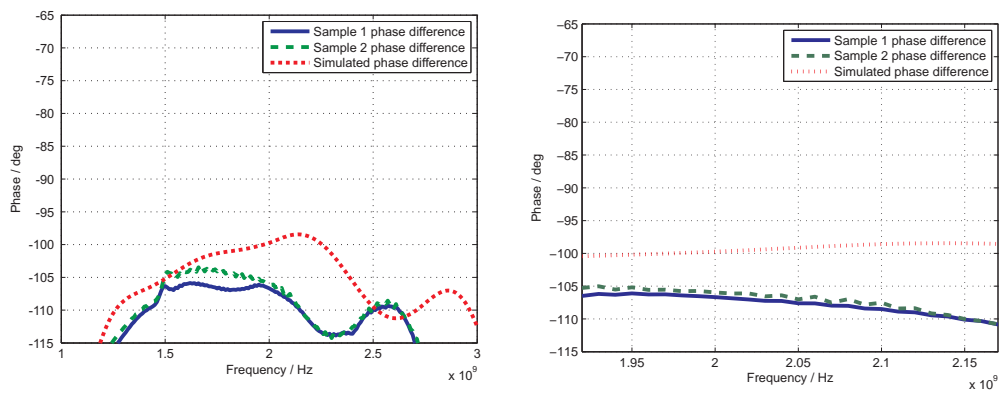 -65
-70
-75
-80
-85
-90
-95
-100
-105
-110
-115
Phase / deg
Sample 1 phase difference
Sample 2 phase difference
Simulated phase difference
1
1.5
2
2.5
3
Frequency / Hz
x 10^9
−65
−70
−75
−80
−85
−90
−95
−100
−105
−110
−115
Phase / deg
Sample 1 phase difference
Sample 2 phase difference
Simulated phase difference
1.95
2
2.05
2.1
2.15
Frequency / Hz
x 10^9